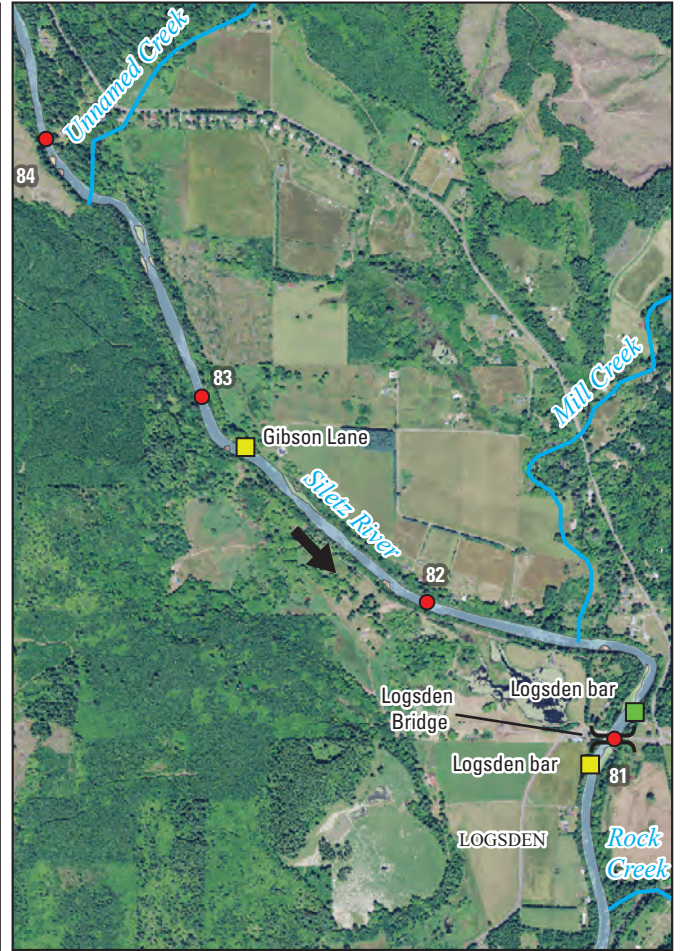 Unnamed Creek
84
83
Gibson Lane
Mill Creek
Siletz River
82
Logsden bar
Logsden
Bridge
Logsden bar
81
LOGSDEN
Rock
Creek